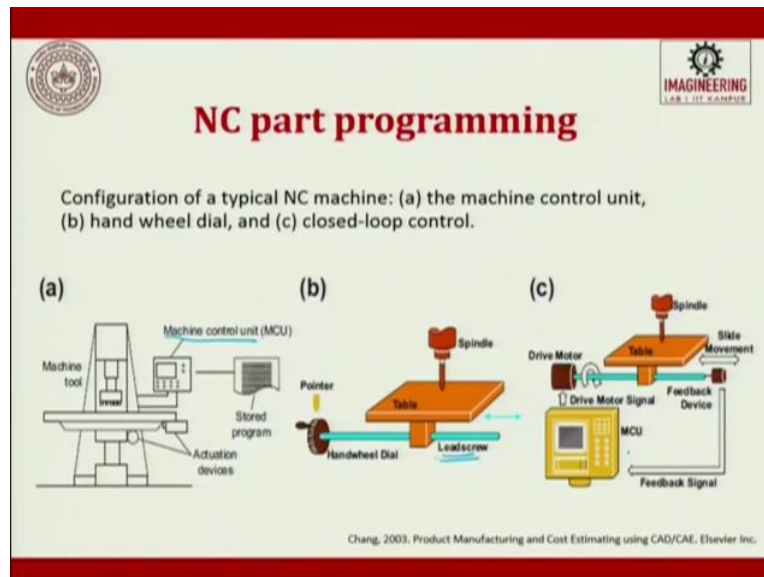 IMAGINEERING
LAB | IIT KANPUR
NC part programming
Configuration of a typical NC machine: (a) the machine control unit,
(b) hand wheel dial, and (c) closed-loop control.
(a)
Machine control unit (MCU)
Machine
tool
Stored
program
Actuation
devices
(b)
Spindle
Pointer
Table
Handwheel Dial
Leadscrew
(c)
Spindle
Slide
Movement
Drive Motor
Table
Drive Motor Signal
Feedback
Device
MCU
Feedback Signal
Chang, 2003. Product Manufacturing and Cost Estimating using CAD/CAE. Elsevier Inc.